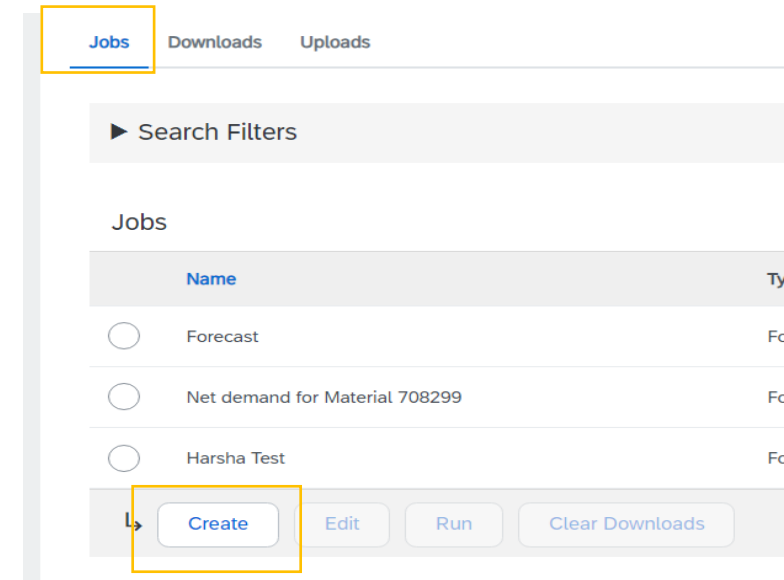 Jobs Downloads Uploads
Search Filters
Jobs
Name
Forecast
Net demand for Material 708299
Harsha Test
Create Edit Run Clear Downloads